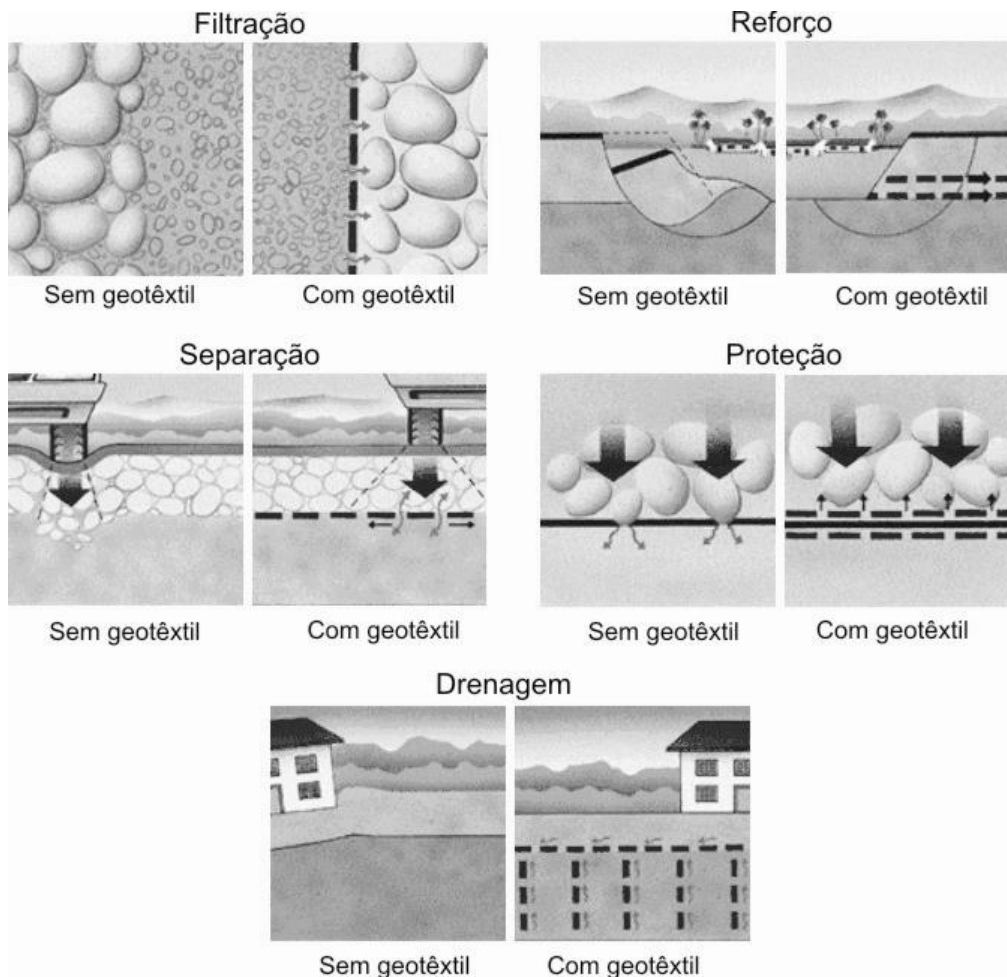 Filtração
Reforço
Sem geotêxtil
Com geotêxtil
Sem geotêxtil
Com geotêxtil
Separação
Proteção
Sem geotêxtil
Com geotêxtil
Sem geotêxtil
Com geotêxtil
Drenagem
Sem geotêxtil
Com geotêxtil